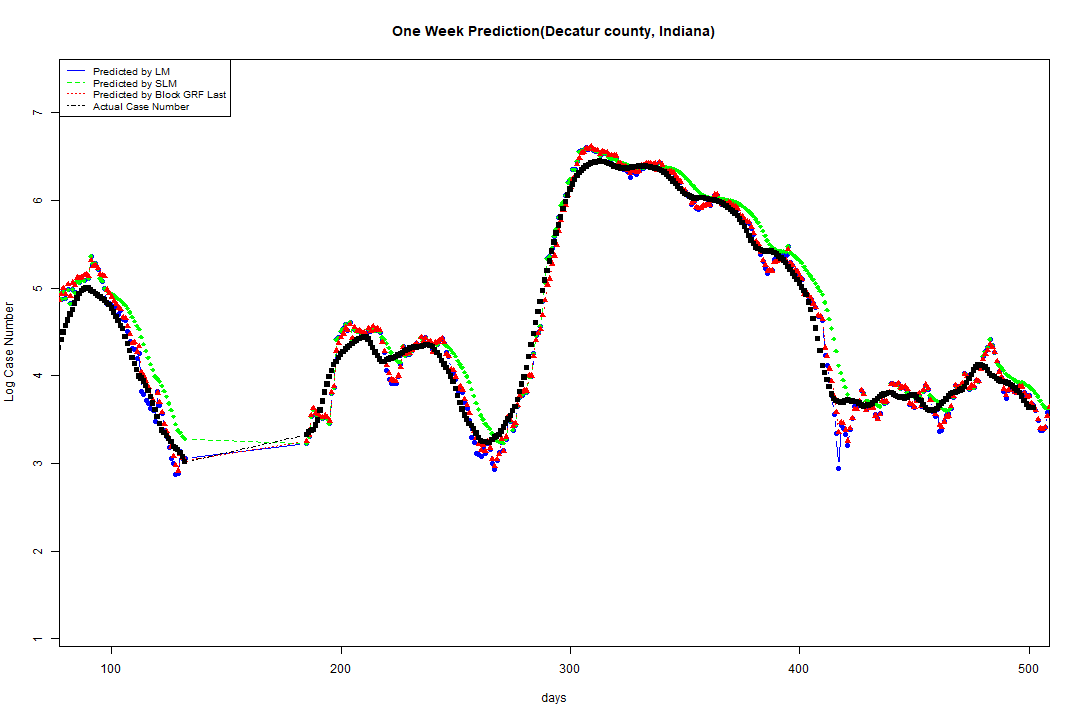 One Week Prediction(Decatur county, Indiana)
Predicted by LM
Predicted by SLM
Predicted by Block GRF Last
Actual Case Number
Log Case Number
7
6
5
4
3
2
1
100 200 300 400 500
days